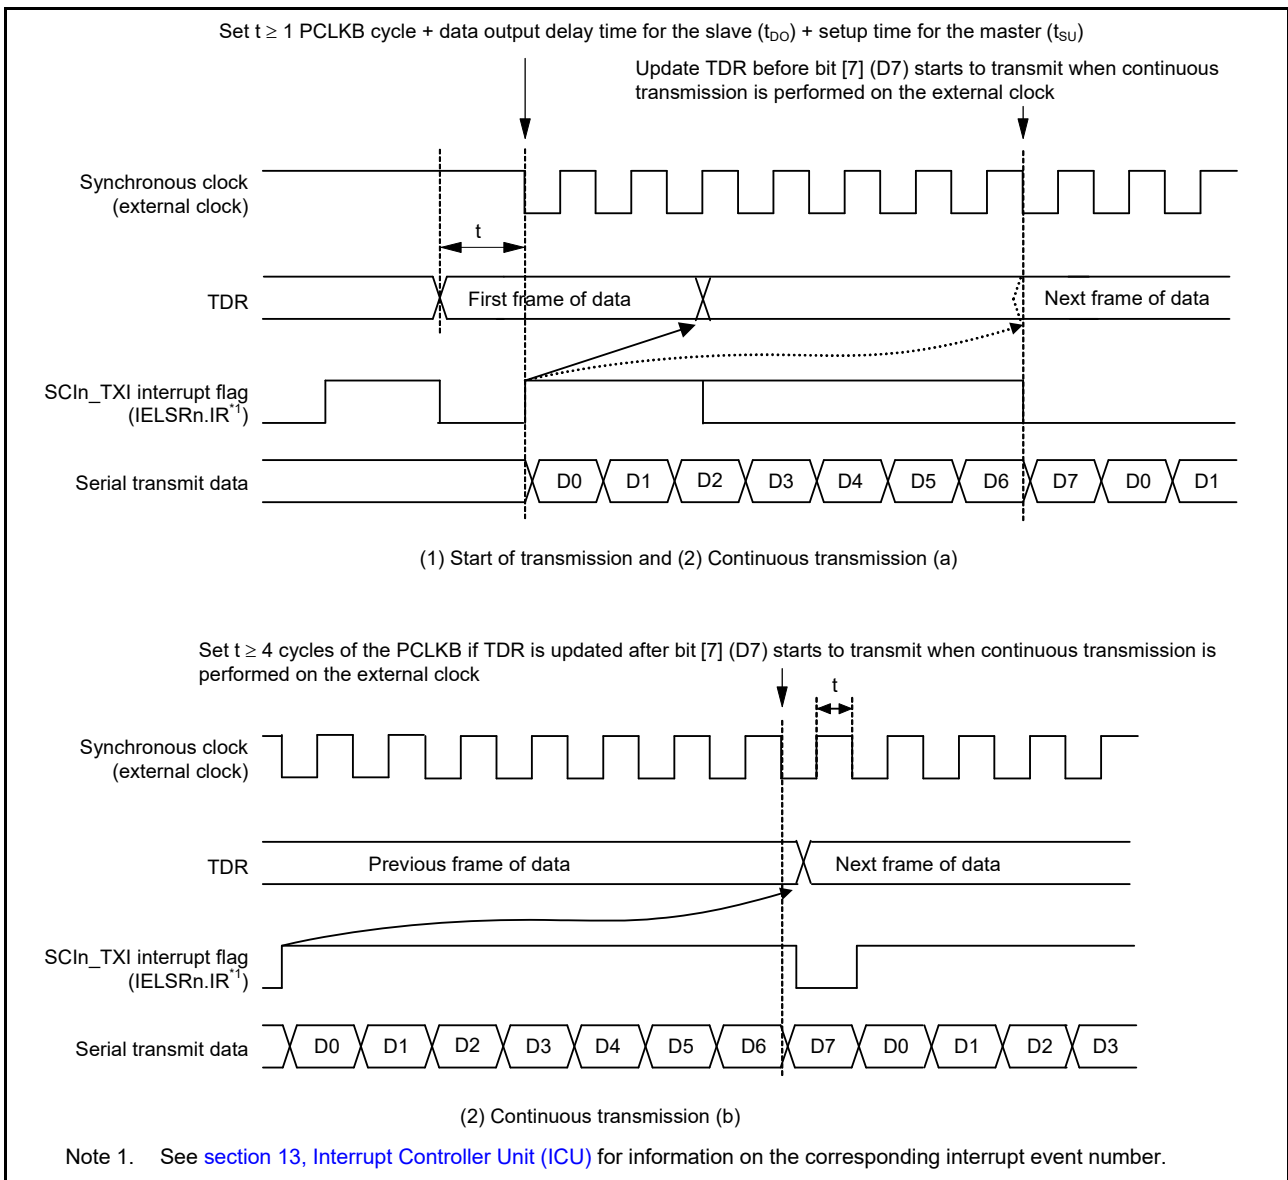 Set t ≥ 1 PCLKB cycle + data output delay time for the slave (tDO) + setup time for the master (tSU)
Update TDR before bit [7] (D7) starts to transmit when continuous
transmission is performed on the external clock
Synchronous clock
(external clock)
t
TDR
First frame of data
Next frame of data
SCIn_TXI interrupt flag
(IELSRn.IR*1)
Serial transmit data
D0 D1 D2 D3 D4 D5 D6 D7 D0 D1
(1) Start of transmission and (2) Continuous transmission (a)
Set t ≥ 4 cycles of the PCLKB if TDR is updated after bit [7] (D7) starts to transmit when continuous transmission is
performed on the external clock
t
Synchronous clock
(external clock)
TDR
Previous frame of data
Next frame of data
SCIn_TXI interrupt flag
(IELSRn.IR*1)
Serial transmit data
D0 D1 D2 D3 D4 D5 D6 D7 D0 D1 D2 D3
(2) Continuous transmission (b)
Note 1. See section 13, Interrupt Controller Unit (ICU) for information on the corresponding interrupt event number.